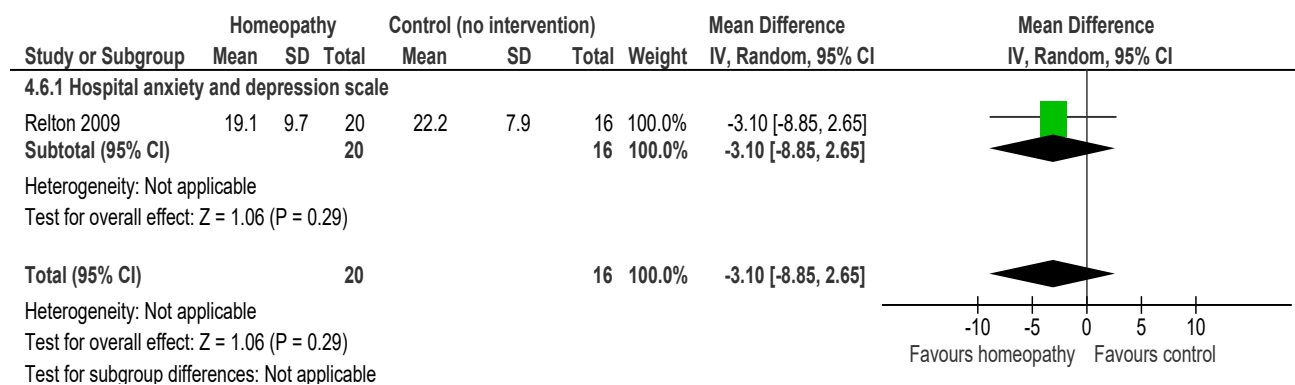 Homeopathy Control (no intervention) Mean Difference Mean Difference
Study or Subgroup Mean SD Total Mean SD Total Weight IV, Random, 95% CI IV, Random, 95% CI
4.6.1 Hospital anxiety and depression scale
Relton 2009 19.1 9.7 20 22.2 7.9 16 100.0% -3.10 [-8.85, 2.65]
Subtotal (95% CI) 20 16 100.0% -3.10 [-8.85, 2.65]
Heterogeneity: Not applicable
Test for overall effect: Z = 1.06 (P = 0.29)
Total (95% CI) 20 16 100.0% -3.10 [-8.85, 2.65]
Heterogeneity: Not applicable
Test for overall effect: Z = 1.06 (P = 0.29)
Test for subgroup differences: Not applicable
-10 -5 0 5 10
Favours homeopathy Favours control